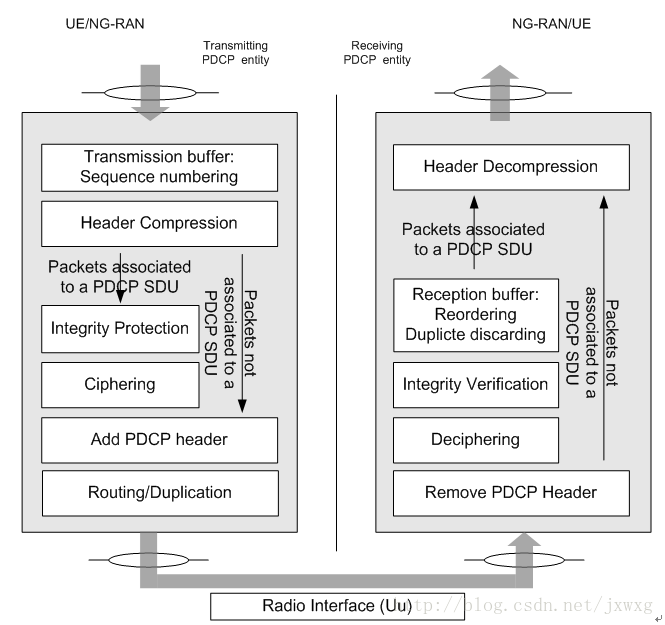 UE/NG-RAN
NG-RAN/UE
Transmitting
PDCP entity
Receiving
PDCP entity
Transmission buffer:
Sequence numbering
Header Compression
Packets associated
to a PDCP SDU
Packets not
associated to a
PDCP SDU
Integrity Protection
Ciphering
Add PDCP header
Routing/Duplication
Header Decompression
Packets associated
to a PDCP SDU
Reception buffer:
Reordering
Duplicte discarding
Packets not
associated to a
PDCP SDU
Integrity Verification
Deciphering
Remove PDCP Header
Radio Interface (Uu)
http://blog.csdn.net/jxwxg